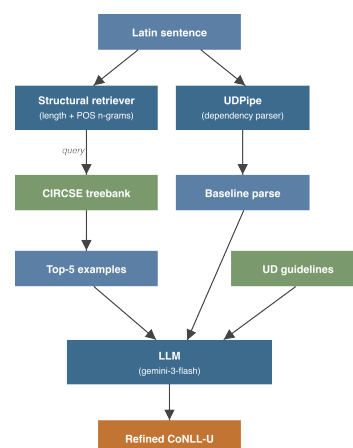 Latin sentence
Structural retriever
(length + POS n-grams)
UDPipe
(dependency parser)
query
CIRCSE treebank
Baseline parse
Top-5 examples
UD guidelines
LLM
(gemini-3-flash)
Refined CoNLL-U